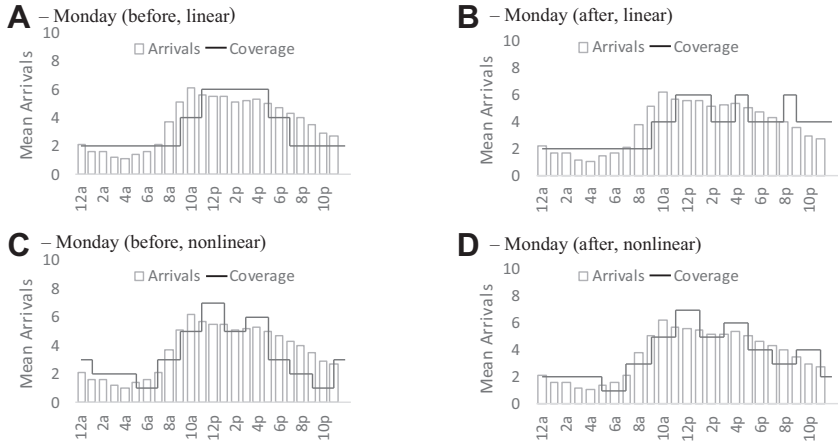 A – Monday (before, linear)
10
8
6
4
2
0
Mean Arrivals
Arrivals Coverage
12a 2a 4a 6a 8a 10a 12p 2p 4p 6p 8p 10p
B – Monday (after, linear)
10
8
6
4
2
0
Mean Arrivals
Arrivals Coverage
12a 2a 4a 6a 8a 10a 12p 2p 4p 6p 8p 10p
C – Monday (before, nonlinear)
10
8
6
4
2
0
Mean Arrivals
Arrivals Coverage
12a 2a 4a 6a 8a 10a 12p 2p 4p 6p 8p 10p
D – Monday (after, nonlinear)
10
8
6
4
2
0
Mean Arrivals
Arrivals Coverage
12a 2a 4a 6a 8a 10a 12p 2p 4p 6p 8p 10p